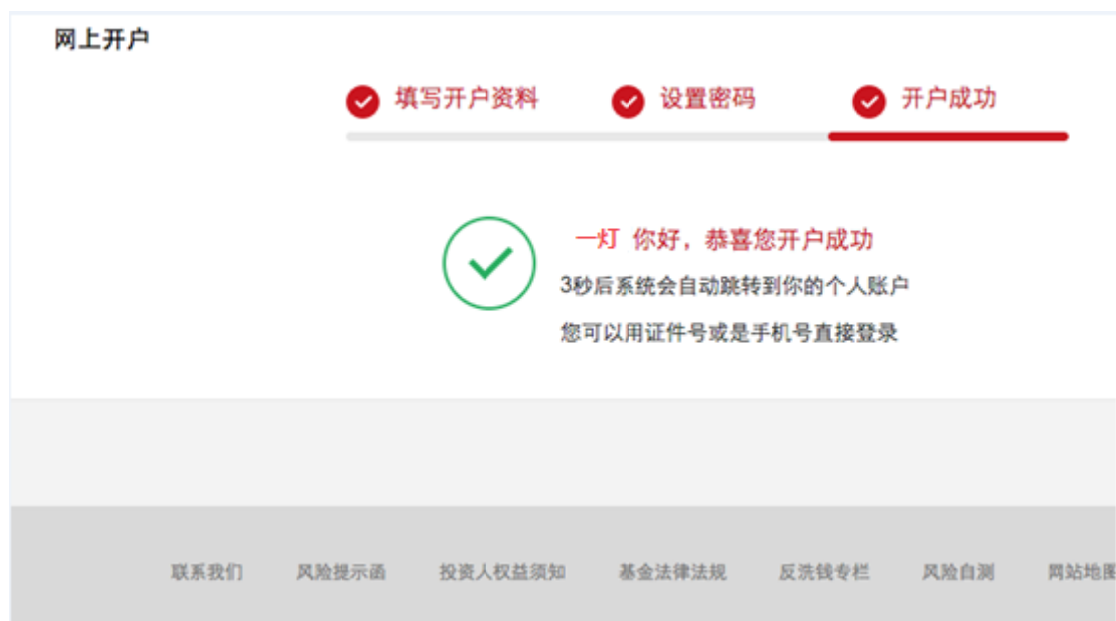 网上开户
填写开户资料 设置密码 开户成功
一灯 你好，恭喜您开户成功
3秒后系统会自动跳转到你的个人账户
您可以用证件号或是手机号直接登录
联系我们 风险提示函 投资人权益须知 基金法律法规 反洗钱专栏 风险自测 网站地图